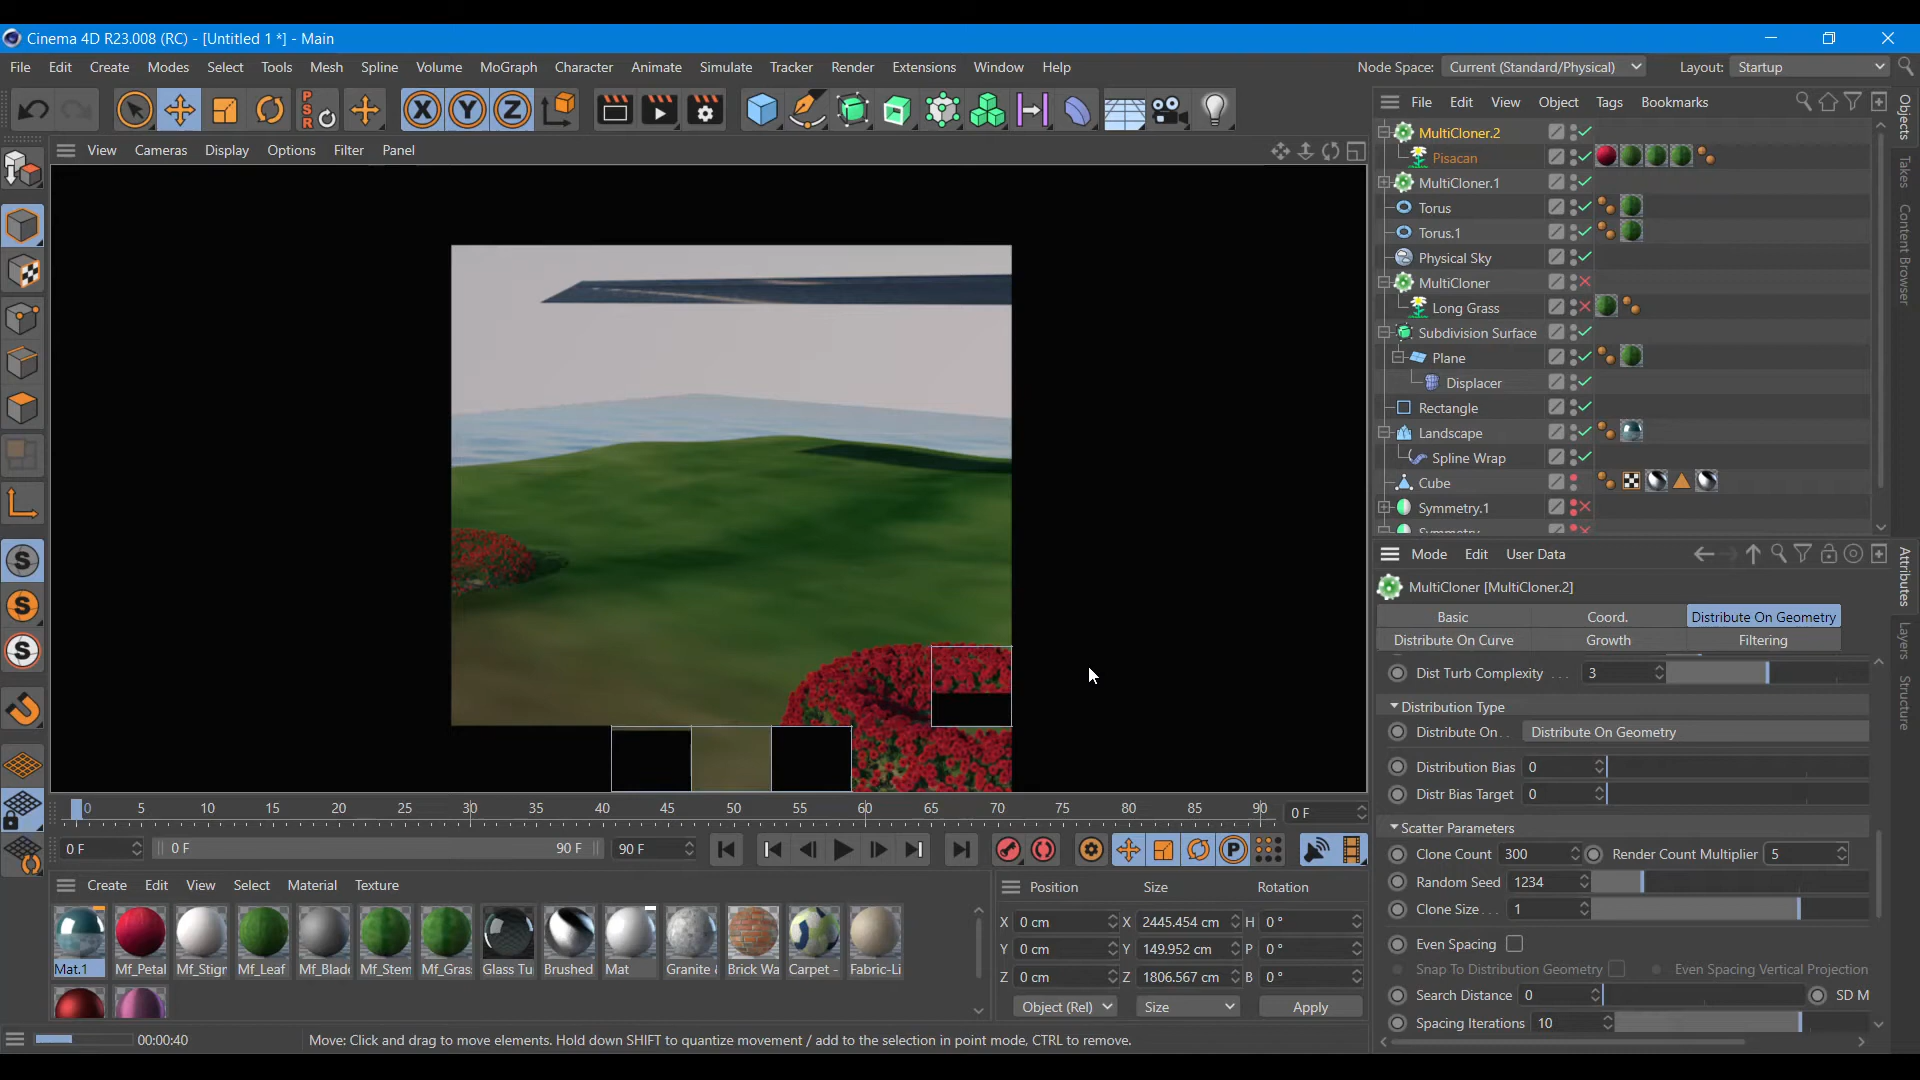 Cinema 4D R23.008 (RC) - [Untitled 1 *] - Main
File Edit Create Modes Select Tools Mesh Spline Volume MoGraph Character Animate Simulate Tracker Render Extensions Window Help
Node Space: Current (Standard/Physical) Layout: Startup
P S R
X Y Z
File Edit View Object Tags Bookmarks
View Cameras Display Options Filter Panel
MultiCloner.2
Pisacan
MultiCloner.1
Torus
Torus.1
Physical Sky
MultiCloner
Long Grass
Subdivision Surface
Plane
Displacer
Rectangle
Landscape
Spline Wrap
Cube
Symmetry.1
Objects
Takes
Content Browser
Attributes
Layers
Structure
Mode Edit User Data
MultiCloner [MultiCloner.2]
Basic Coord. Distribute On Geometry
Distribute On Curve Growth Filtering
Dist Turb Complexity . . . 3
Distribution Type
Distribute On. . Distribute On Geometry
Distribution Bias 0
Distr Bias Target 0
Scatter Parameters
Clone Count 300 Render Count Multiplier 5
Random Seed 1234
Clone Size. . . 1
Even Spacing
Snap To Distribution Geometry Even Spacing Vertical Projection
Search Distance 0 SD M
Spacing Iterations 10
0 5 10 15 20 25 30 35 40 45 50 55 60 65 70 75 80 85 90 0 F
0 F 0 F 90 F 90 F
Create Edit View Select Material Texture
Mat.1 Mf_Petal Mf_Stigr Mf_Leaf Mf_Blade Mf_Stem Mf_Gras Glass Tu Brushed Mat Granite Brick Wa Carpet - Fabric-Li
Position Size Rotation
X 0 cm X 2445.454 cm H 0 °
Y 0 cm Y 149.952 cm P 0 °
Z 0 cm Z 1806.567 cm B 0 °
Object (Rel) Size Apply
00:00:40 Move: Click and drag to move elements. Hold down SHIFT to quantize movement / add to the selection in point mode, CTRL to remove.